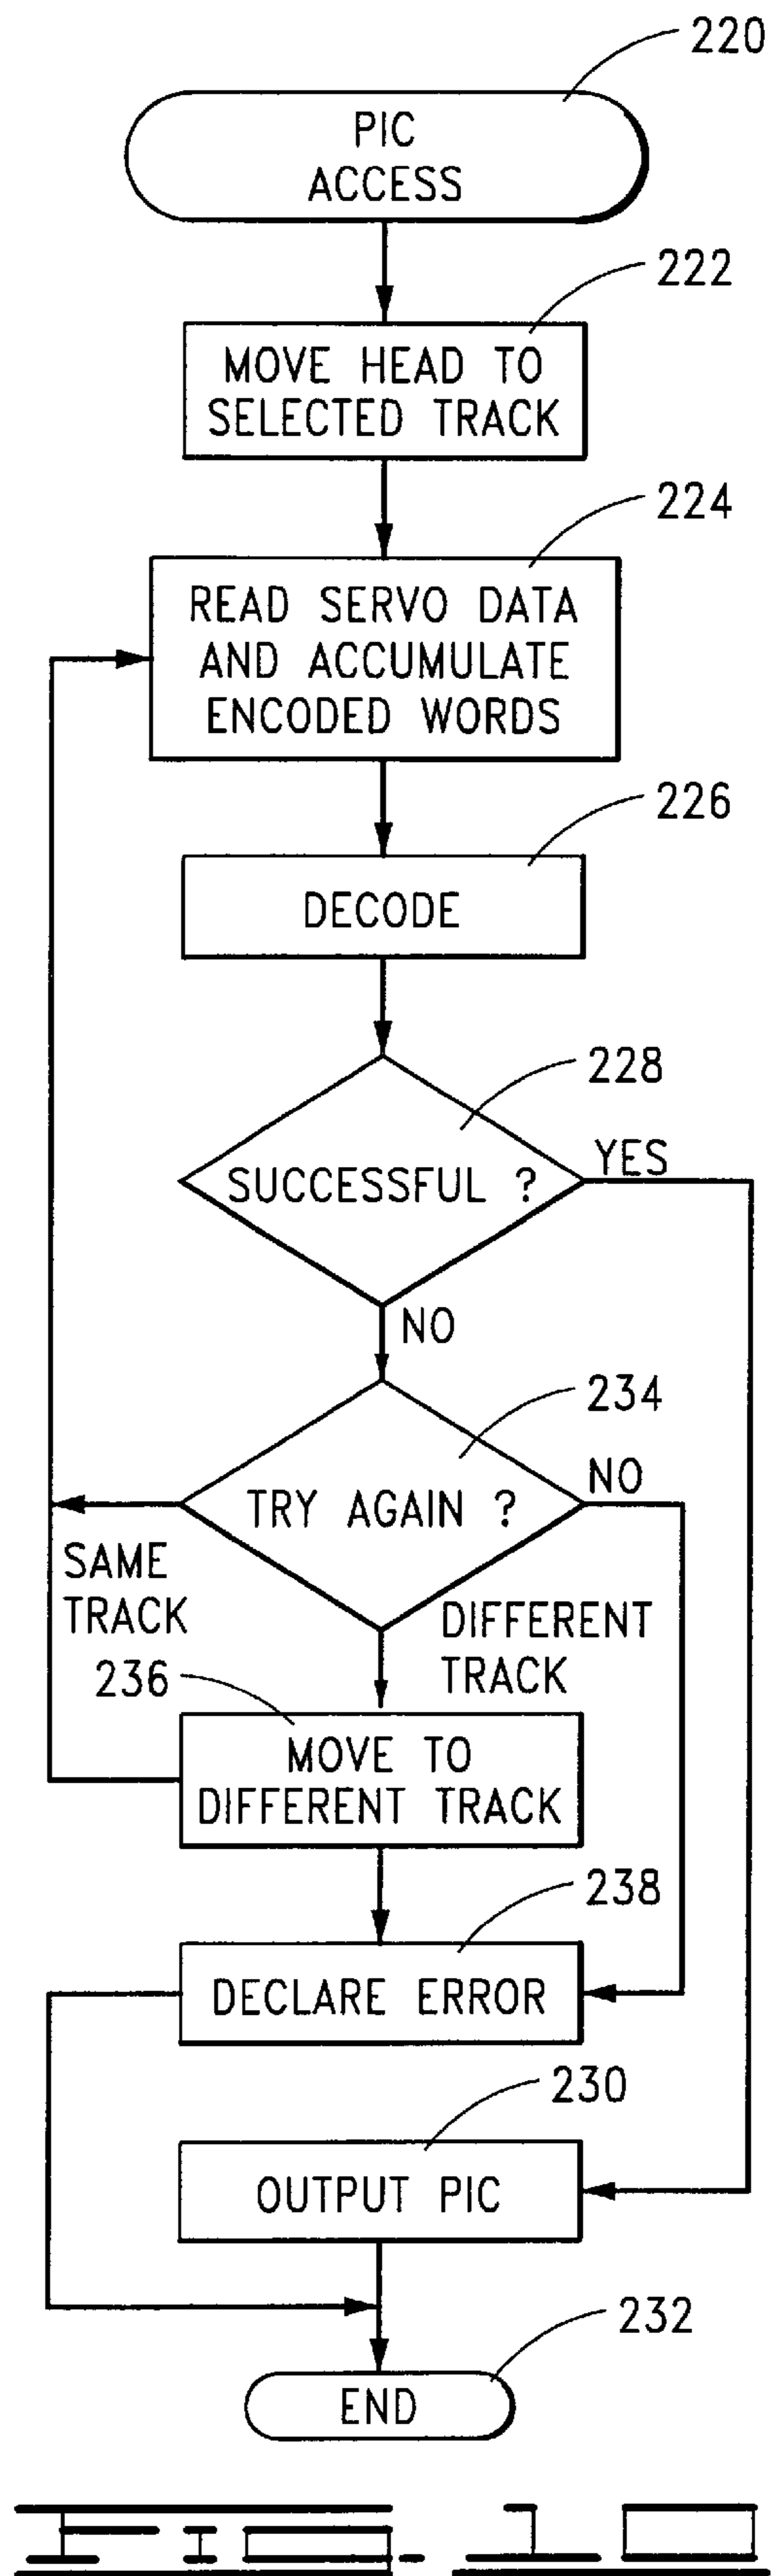 220
PIC
ACCESS
222
MOVE HEAD TO
SELECTED TRACK
224
READ SERVO DATA
AND ACCUMULATE
ENCODED WORDS
226
DECODE
228
SUCCESSFUL ?
YES
NO
234
TRY AGAIN ?
NO
SAME
TRACK
DIFFERENT
TRACK
236
MOVE TO
DIFFERENT TRACK
238
DECLARE ERROR
230
OUTPUT PIC
232
END